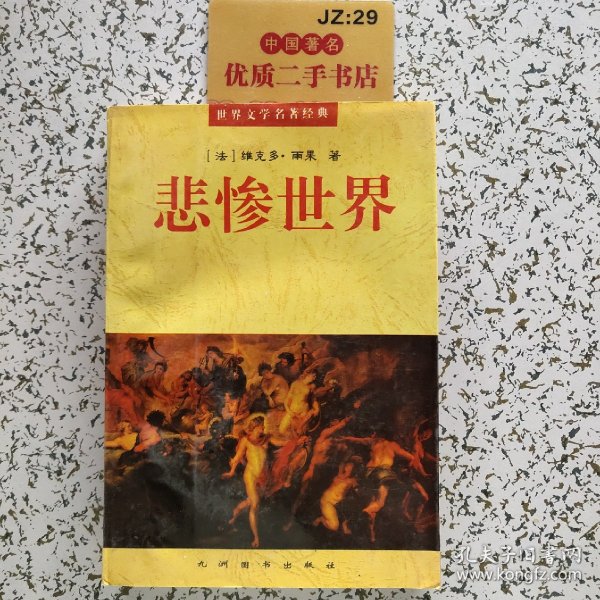 JZ:29
中国著名
优质二手书店
世界文学名著经典
[法]维克多·雨果 著
悲惨世界
九洲图书出版社
孔夫子旧书网
www.kongfz.com